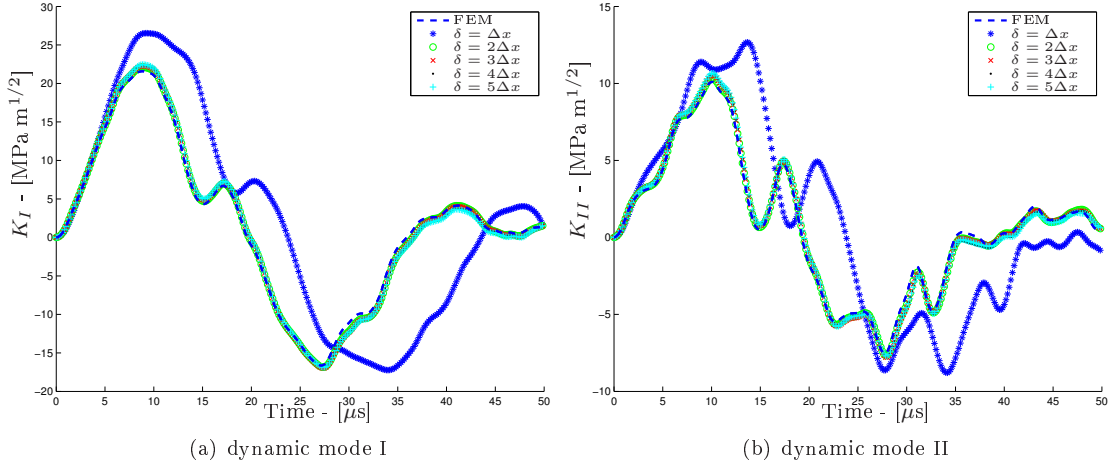 30
25
20
15
10
5
0
−5
−10
−15
−20
0 5 10 15 20 25 30 35 40 45 50
K_I - [MPa m^{1/2}]
Time - [μs]
FEM
δ = Δx
δ = 2Δx
δ = 3Δx
δ = 4Δx
δ = 5Δx
(a) dynamic mode I
15
10
5
0
−5
−10
0 5 10 15 20 25 30 35 40 45 50
K_{II} - [MPa m^{1/2}]
Time - [μs]
FEM
δ = Δx
δ = 2Δx
δ = 3Δx
δ = 4Δx
δ = 5Δx
(b) dynamic mode II